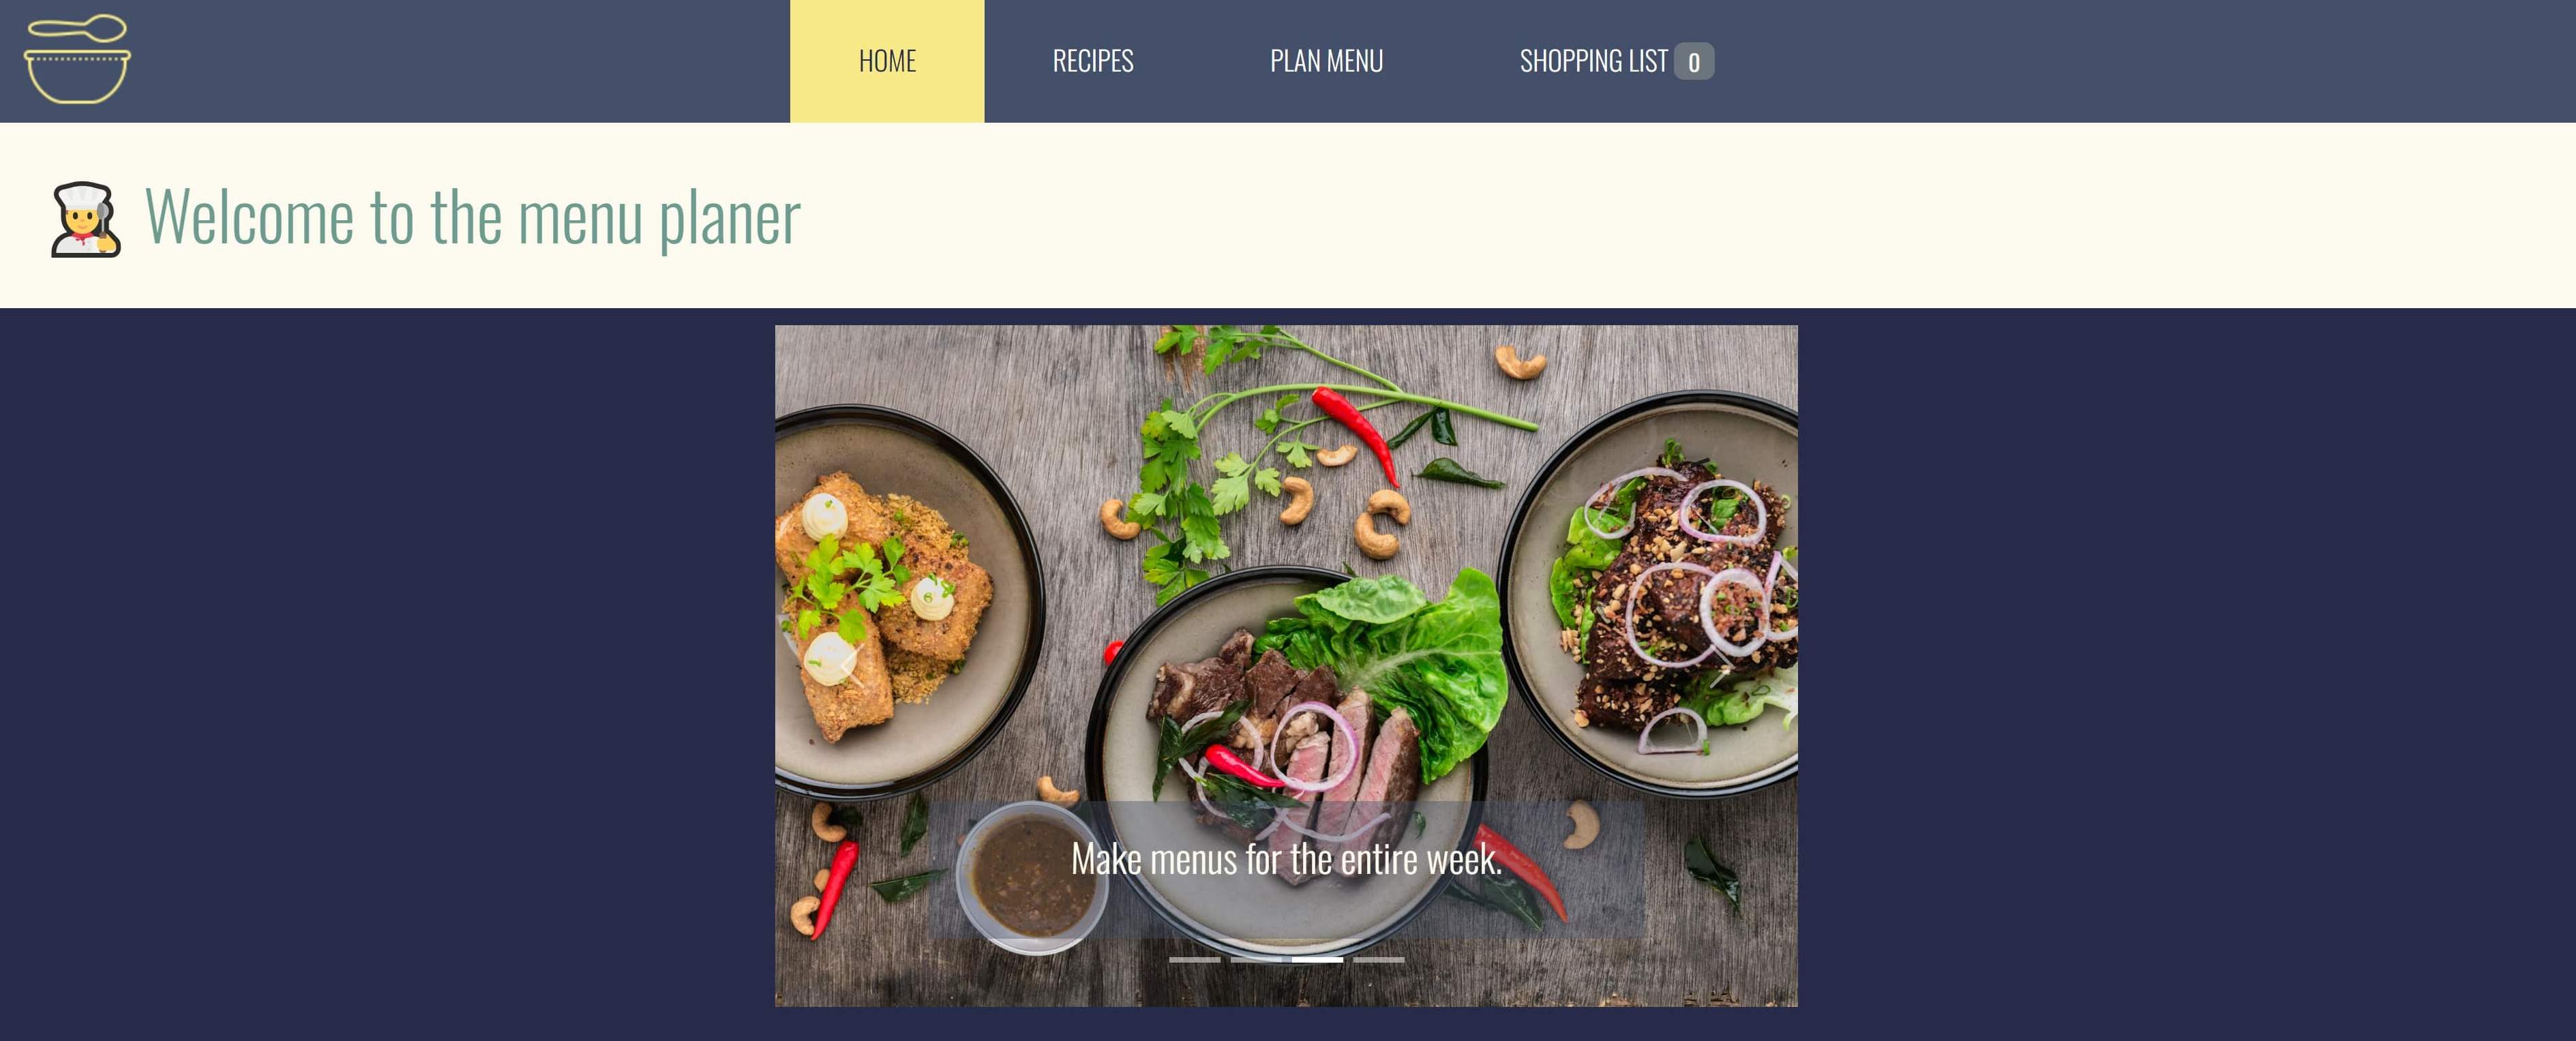 HOME
RECIPES
PLAN MENU
SHOPPING LIST 0
Welcome to the menu planer
Make menus for the entire week.